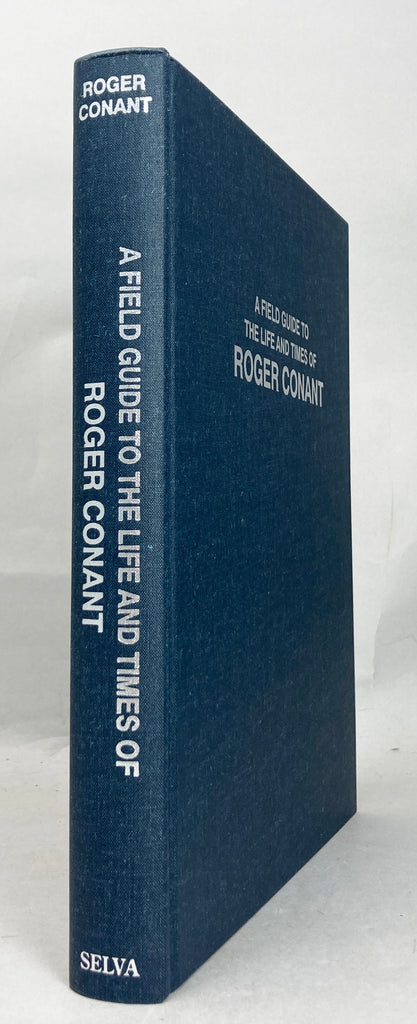 ROGER
CONANT
A FIELD GUIDE TO THE LIFE AND TIMES OF
ROGER CONANT
SELVA
A FIELD GUIDE TO
THE LIFE AND TIMES OF
ROGER CONANT